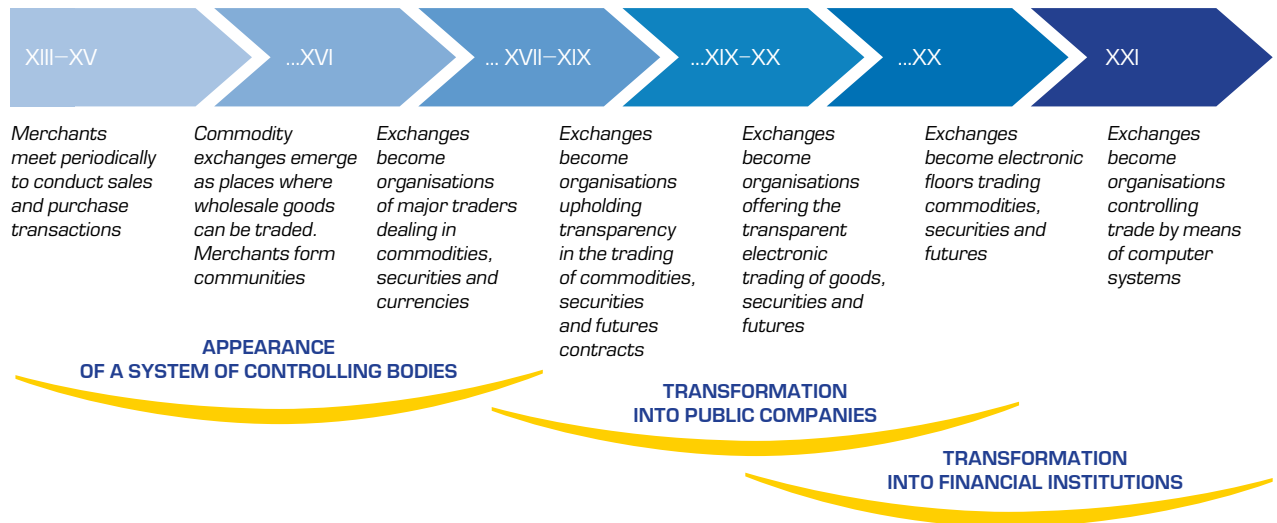 XIII–XV
...XVI
... XVII–XIX
...XIX–XX
...XX
XXI
Merchants
meet periodically
to conduct sales
and purchase
transactions
Commodity
exchanges emerge
as places where
wholesale goods
can be traded.
Merchants form
communities
Exchanges
become
organisations
of major traders
dealing in
commodities,
securities and
currencies
Exchanges
become
organisations
upholding
transparency
in the trading
of commodities,
securities
and futures
contracts
Exchanges
become
organisations
offering the
transparent
electronic
trading of goods,
securities and
futures
Exchanges
become electronic
floors trading
commodities,
securities and
futures
Exchanges
become
organisations
controlling
trade by means
of computer
systems
APPEARANCE
OF A SYSTEM OF CONTROLLING BODIES
TRANSFORMATION
INTO PUBLIC COMPANIES
TRANSFORMATION
INTO FINANCIAL INSTITUTIONS